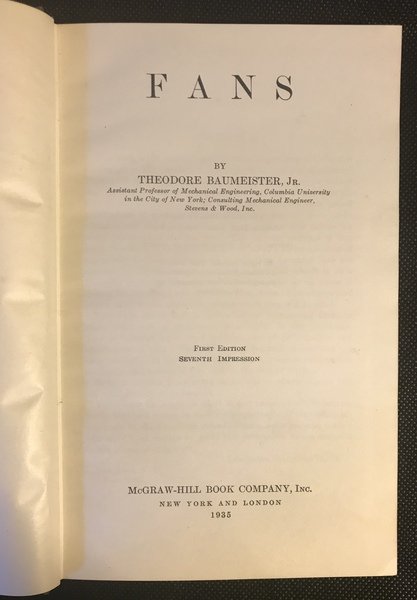 FANS
BY
THEODORE BAUMEISTER, JR.
Assistant Professor of Mechanical Engineering, Columbia University
in the City of New York; Consulting Mechanical Engineer,
Stevens & Wood, Inc.
FIRST EDITION
SEVENTH IMPRESSION
McGRAW-HILL BOOK COMPANY, INC.
NEW YORK AND LONDON
1935